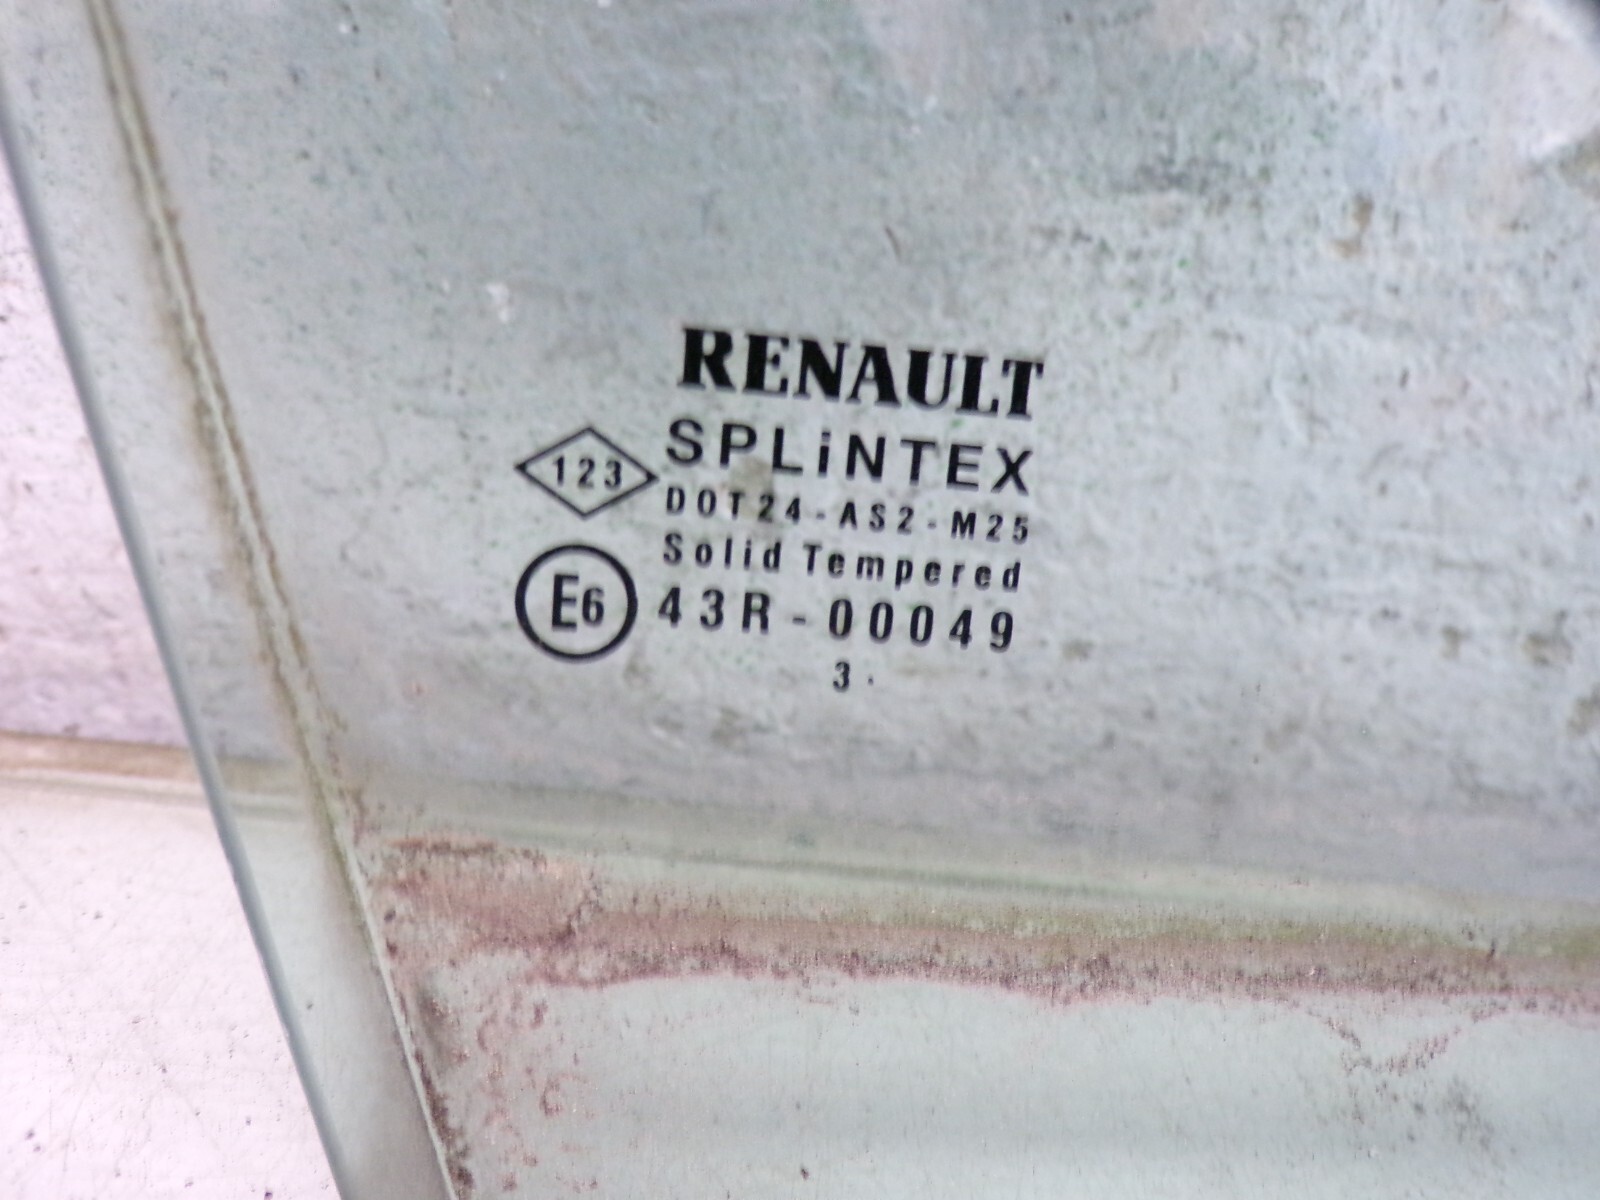 RENAULT
123 SPLiNTEX
DOT24-AS2-M25
Solid Tempered
E6 43R-00049
3 .